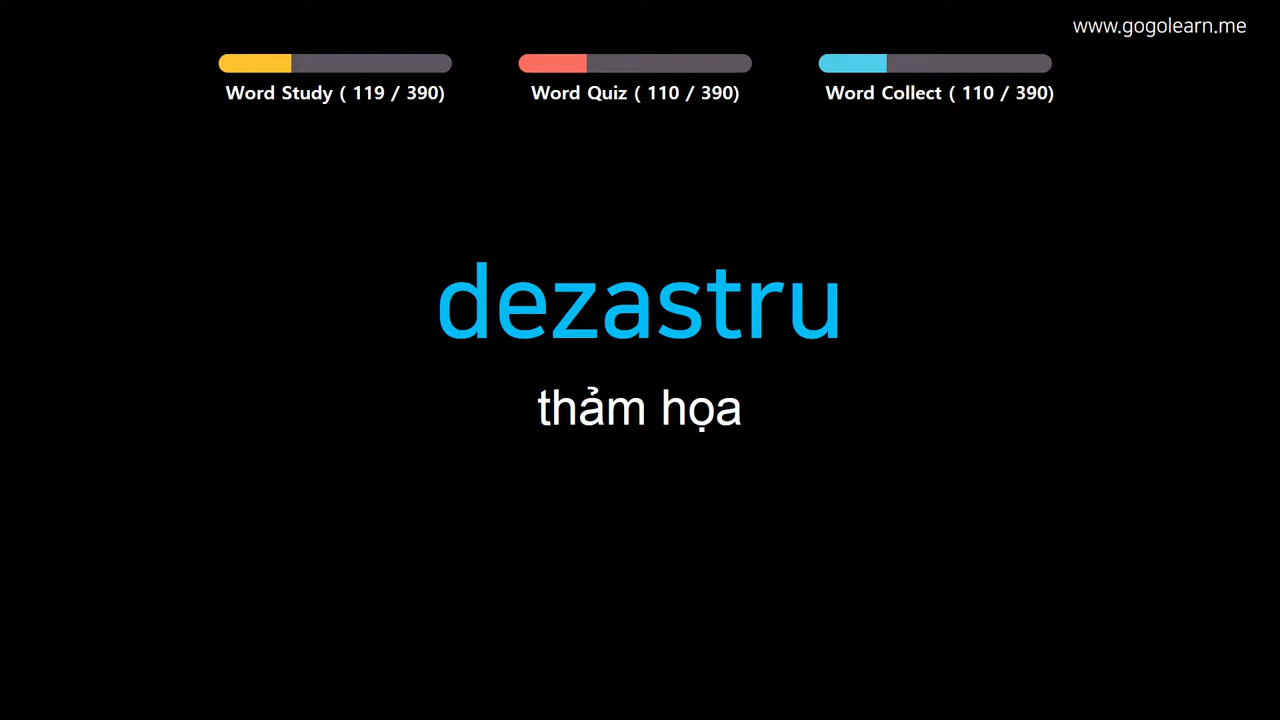 www.gogolearn.me
Word Study ( 119 / 390)
Word Quiz ( 110 / 390)
Word Collect ( 110 / 390)
dezastru
thảm họa